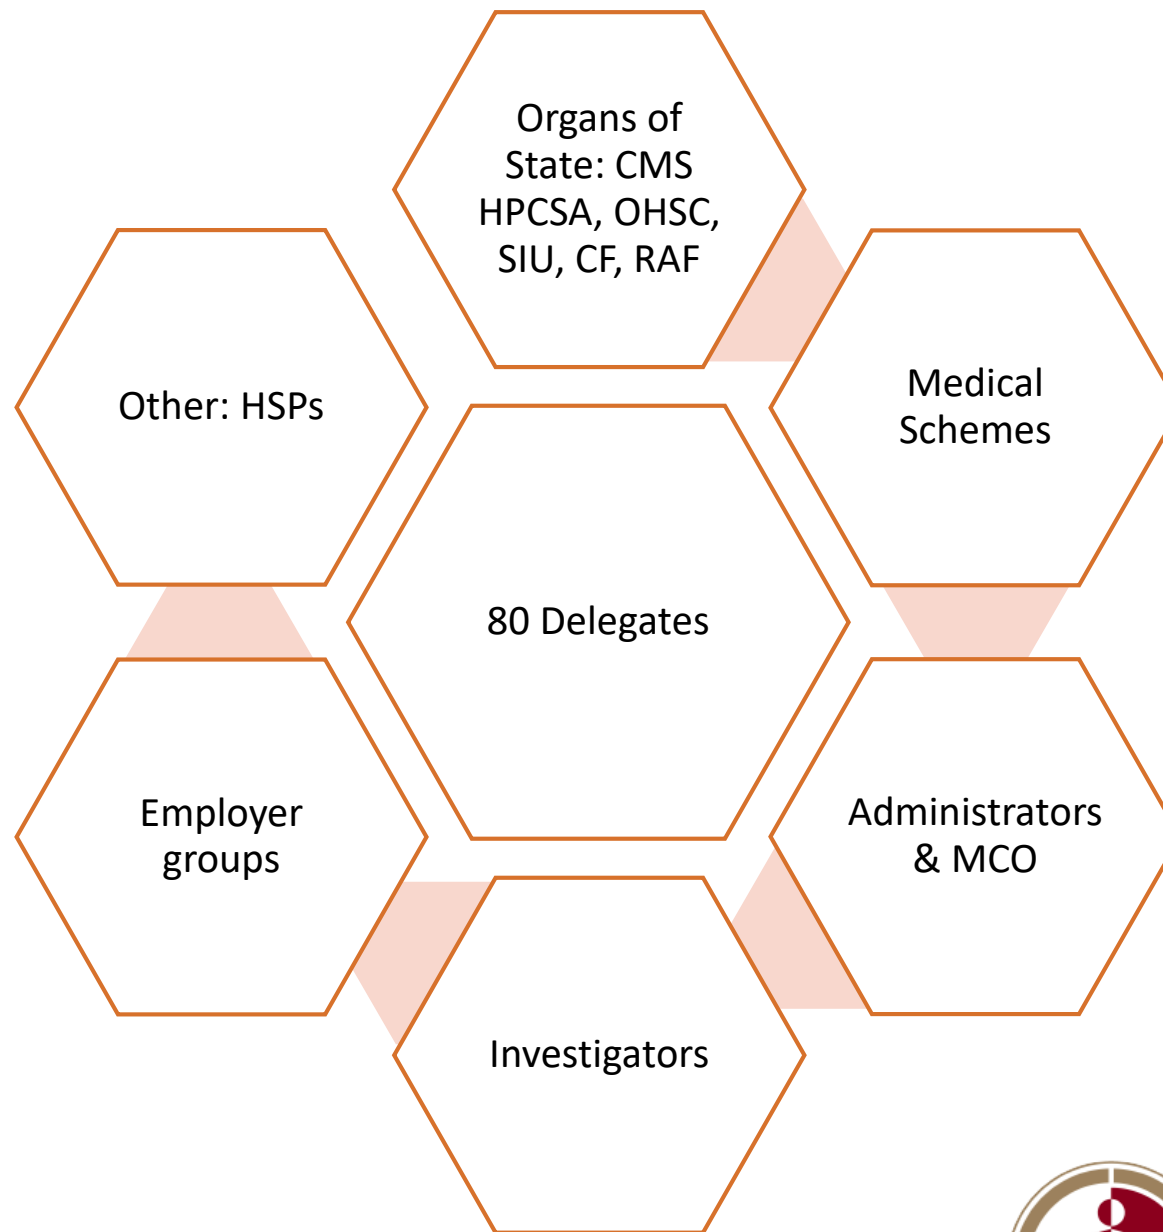 Organs of
State: CMS
HPCSA, OHSC,
SIU, CF, RAF
Medical
Schemes
Administrators
& MCO
Investigators
Employer
groups
Other: HSPs
80 Delegates